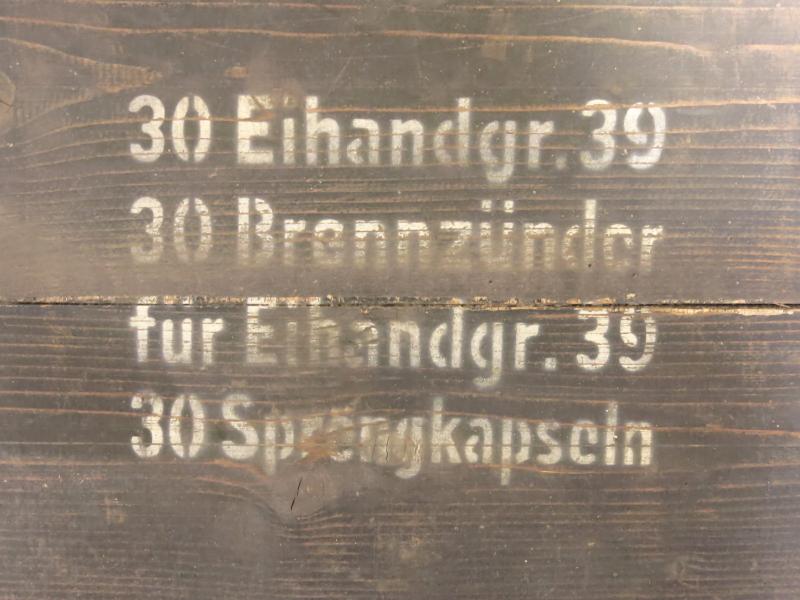 30 Eihandgr. 39
30 Brennzünder
für Eihandgr. 39
30 Sprengkapseln